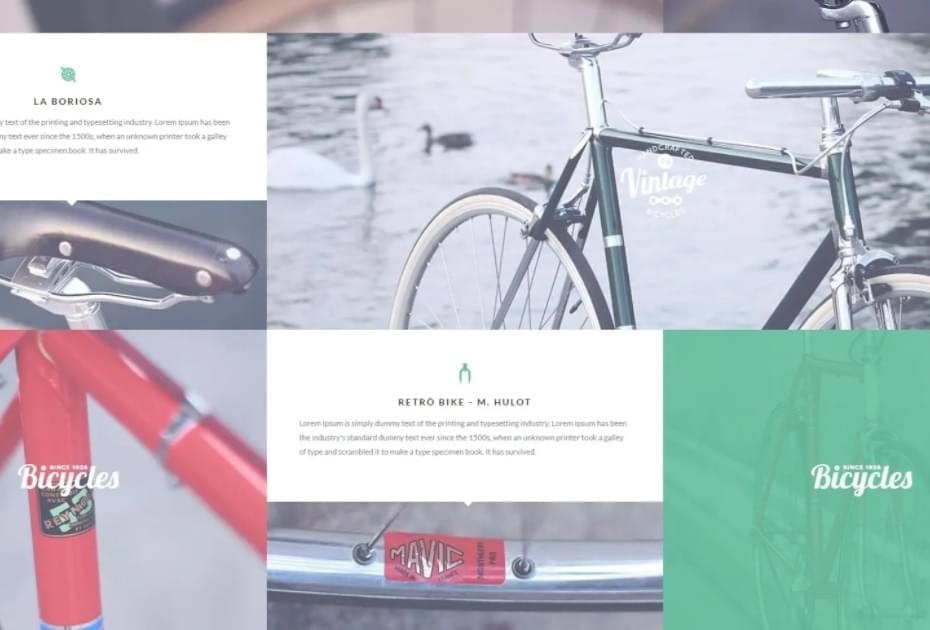 LA BORIOSA
y text of the printing and typesetting industry. Lorem Ipsum has been
my text ever since the 1500s, when an unknown printer took a galley
ake a type specimen book. It has survived.
HANDCRAFTED
Vintage
BICYCLES
RETRÒ BIKE - M. HULOT
Lorem Ipsum is simply dummy text of the printing and typesetting industry. Lorem Ipsum has been
the industry's standard dummy text ever since the 1500s, when an unknown printer took a galley
of type and scrambled it to make a type specimen book. It has survived.
SINCE 1926
Bicycles
SINCE 1926
Bicycles
MAVIC